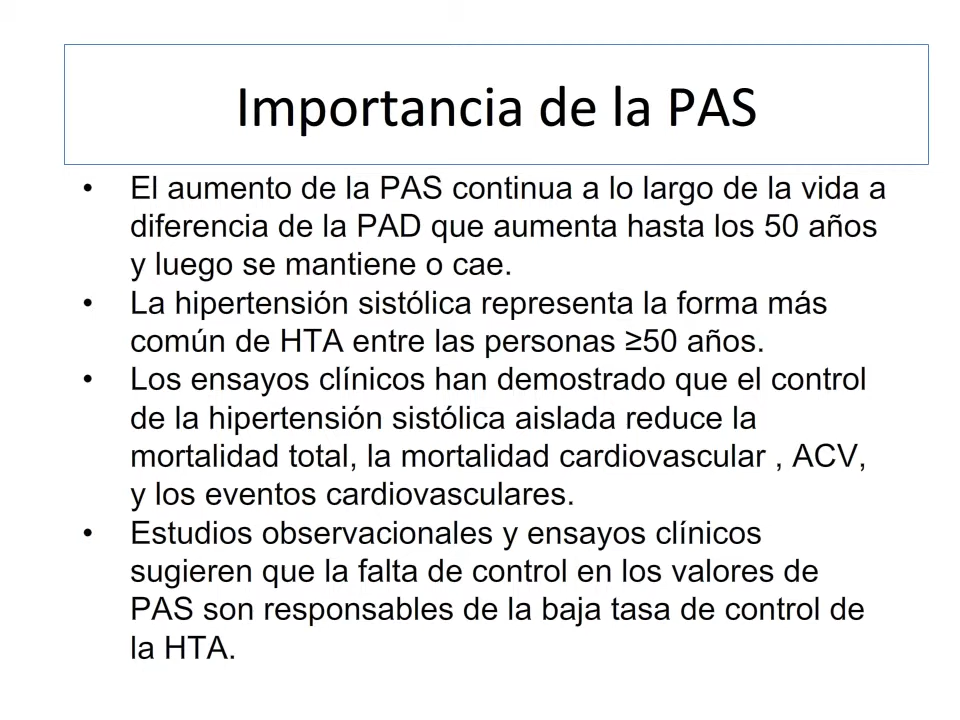 Importancia de la PAS
• El aumento de la PAS continua a lo largo de la vida a
diferencia de la PAD que aumenta hasta los 50 años
y luego se mantiene o cae.
• La hipertensión sistólica representa la forma más
común de HTA entre las personas ≥50 años.
• Los ensayos clínicos han demostrado que el control
de la hipertensión sistólica aislada reduce la
mortalidad total, la mortalidad cardiovascular , ACV,
y los eventos cardiovasculares.
• Estudios observacionales y ensayos clínicos
sugieren que la falta de control en los valores de
PAS son responsables de la baja tasa de control de
la HTA.